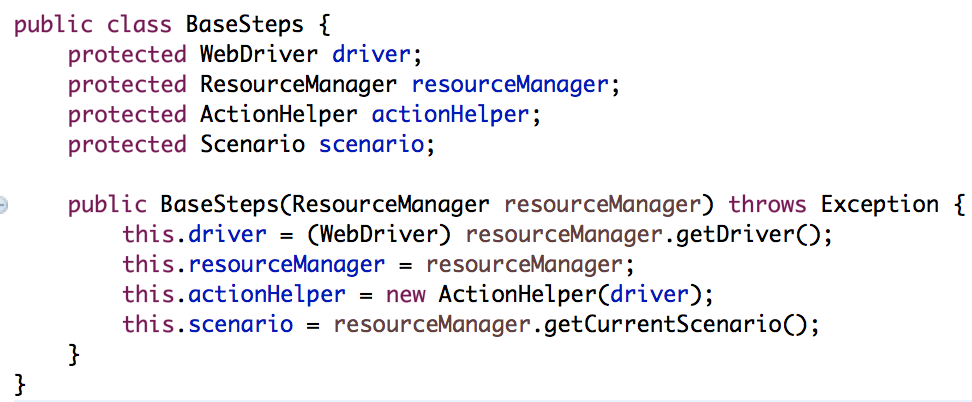 public class BaseSteps {
protected WebDriver driver;
protected ResourceManager resourceManager;
protected ActionHelper actionHelper;
protected Scenario scenario;
public BaseSteps(ResourceManager resourceManager) throws Exception {
this.driver = (WebDriver) resourceManager.getDriver();
this.resourceManager = resourceManager;
this.actionHelper = new ActionHelper(driver);
this.scenario = resourceManager.getCurrentScenario();
}
}